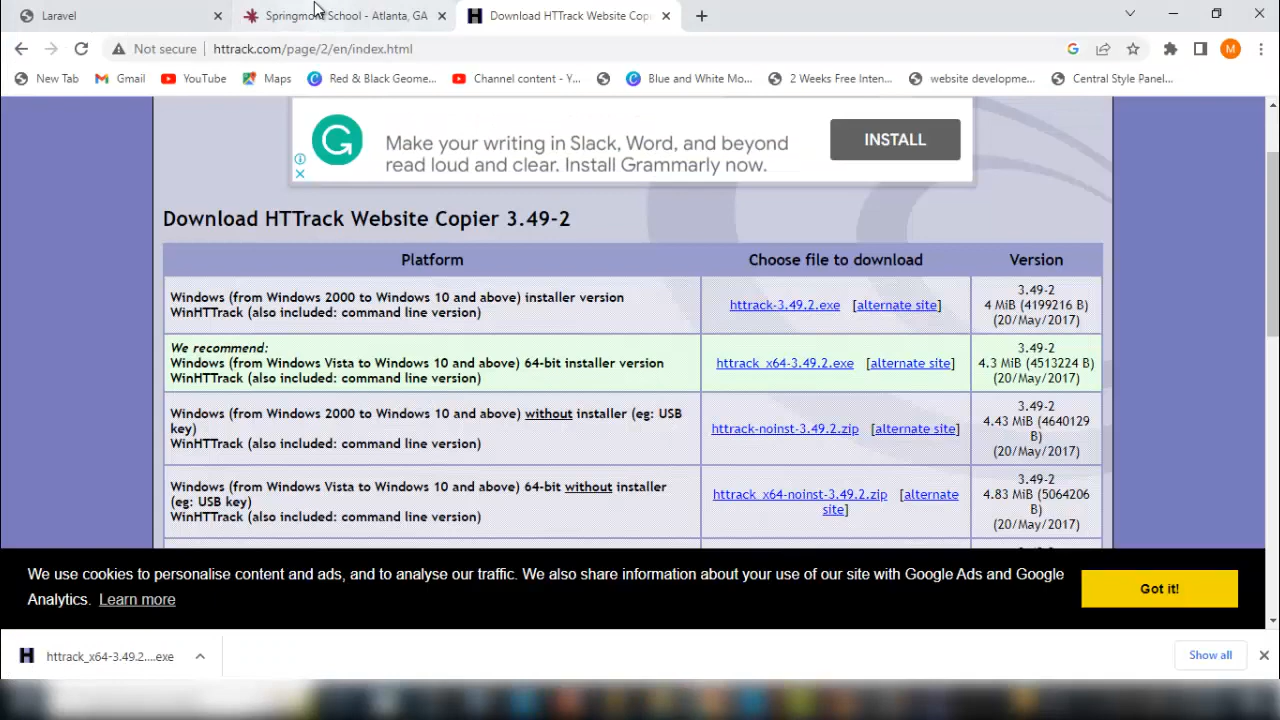 Laravel
Springmont School - Atlanta, GA
Download HTTrack Website Cop
Not secure
httrack.com/page/2/en/index.html
M
New Tab
Gmail
YouTube
Maps
Red & Black Geome...
Channel content - Y...
Blue and White Mo...
2 Weeks Free Inten...
website developme...
Central Style Panel...
Make your writing in Slack, Word, and beyond
read loud and clear. Install Grammarly now.
INSTALL
Download HTTrack Website Copier 3.49-2
Platform
Choose file to download
Version
Windows (from Windows 2000 to Windows 10 and above) installer version
WinHTTrack (also included: command line version)
httrack-3.49.2.exe [alternate site]
3.49-2
4 MiB (4199216 B)
(20/May/2017)
We recommend:
Windows (from Windows Vista to Windows 10 and above) 64-bit installer version
WinHTTrack (also included: command line version)
httrack_x64-3.49.2.exe [alternate site]
3.49-2
4.3 MiB (4513224 B)
(20/May/2017)
Windows (from Windows 2000 to Windows 10 and above) without installer (eg: USB
key)
WinHTTrack (also included: command line version)
httrack-noinst-3.49.2.zip [alternate site]
3.49-2
4.43 MiB (4640129
B)
(20/May/2017)
Windows (from Windows Vista to Windows 10 and above) 64-bit without installer
(eg: USB key)
WinHTTrack (also included: command line version)
httrack_x64-noinst-3.49.2.zip [alternate
site]
3.49-2
4.83 MiB (5064206
B)
(20/May/2017)
We use cookies to personalise content and ads, and to analyse our traffic. We also share information about your use of our site with Google Ads and Google
Analytics. Learn more
Got it!
httrack_x64-3.49.2....exe
Show all